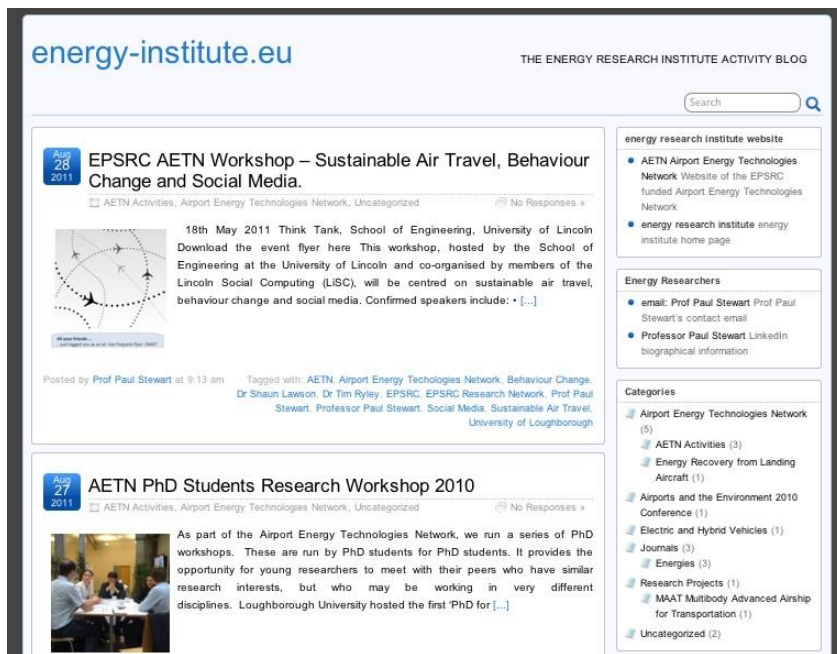 energy-institute.eu
THE ENERGY RESEARCH INSTITUTE ACTIVITY BLOG
Search
Aug
28
2011
EPSRC AETN Workshop – Sustainable Air Travel, Behaviour
Change and Social Media.
AETN Activities, Airport Energy Technologies Network, Uncategorized
No Responses »
18th May 2011 Think Tank, School of Engineering, University of Lincoln
Download the event flyer here This workshop, hosted by the School of
Engineering at the University of Lincoln and co-organised by members of the
Lincoln Social Computing (LiSC), will be centred on sustainable air travel,
behaviour change and social media. Confirmed speakers include: • [...]
All your friends...
Posted by Prof Paul Stewart at 9:13 am
Tagged with: AETN, Airport Energy Techologies Network, Behaviour Change,
Dr Shaun Lawson, Dr Tim Ryley, EPSRC, EPSRC Research Network, Prof Paul
Stewart, Professor Paul Stewart, Social Media, Sustainable Air Travel,
University of Loughborough
Aug
27
2011
AETN PhD Students Research Workshop 2010
AETN Activities, Airport Energy Technologies Network, Uncategorized
No Responses »
As part of the Airport Energy Technologies Network, we run a series of PhD
workshops. These are run by PhD students for PhD students. It provides the
opportunity for young researchers to meet with their peers who have similar
research interests, but who may be working in very different
disciplines. Loughborough University hosted the first 'PhD for [...]
energy research institute website
AETN Airport Energy Technologies
Network Website of the EPSRC
funded Airport Energy Technologies
Network
energy research institute energy
institute home page
Energy Researchers
email: Prof Paul Stewart Prof Paul
Stewart's contact email
Professor Paul Stewart LinkedIn
biographical information
Categories
Airport Energy Technologies Network
(5)
AETN Activities (3)
Energy Recovery from Landing
Aircraft (1)
Airports and the Environment 2010
Conference (1)
Electric and Hybrid Vehicles (1)
Journals (3)
Energies (3)
Research Projects (1)
MAAT Multibody Advanced Airship
for Transportation (1)
Uncategorized (2)